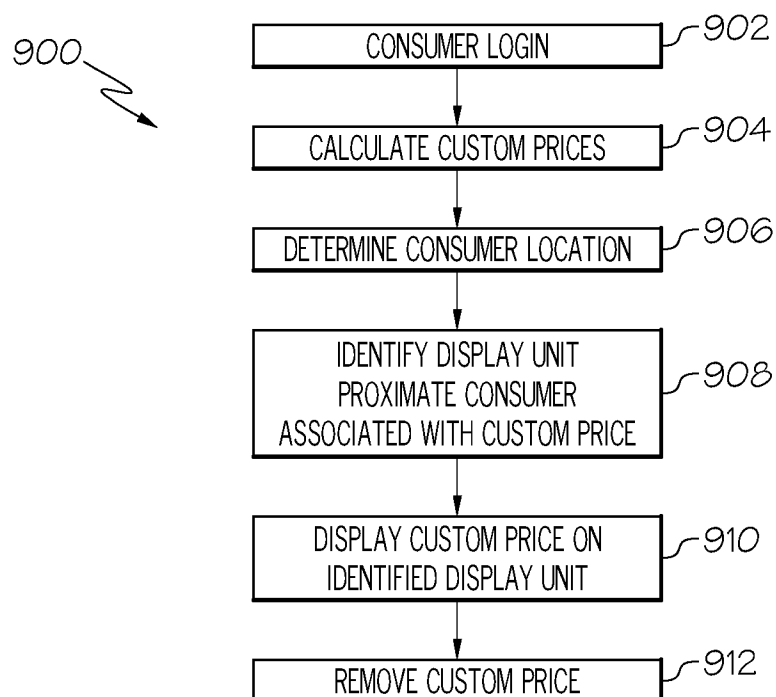 900
CONSUMER LOGIN
902
CALCULATE CUSTOM PRICES
904
DETERMINE CONSUMER LOCATION
906
IDENTIFY DISPLAY UNIT
PROXIMATE CONSUMER
ASSOCIATED WITH CUSTOM PRICE
908
DISPLAY CUSTOM PRICE ON
IDENTIFIED DISPLAY UNIT
910
REMOVE CUSTOM PRICE
912